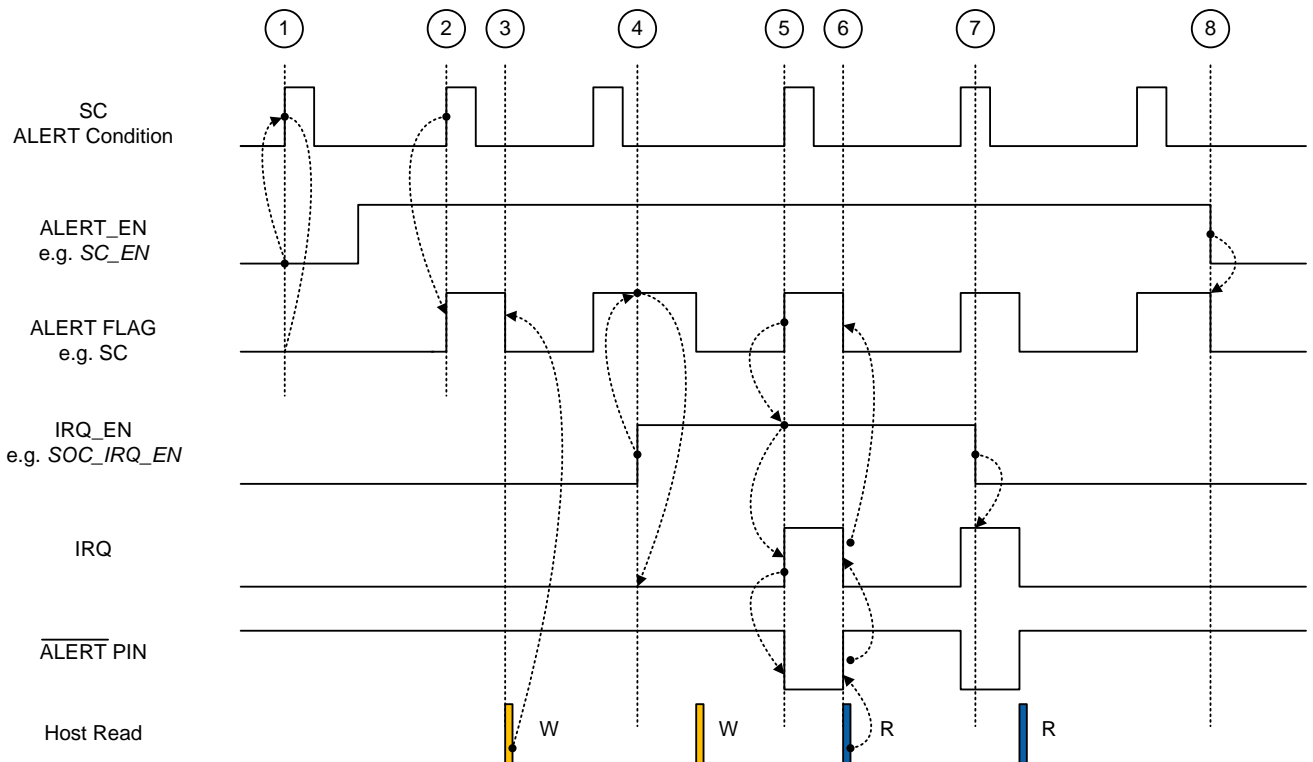 1
2
3
4
5
6
7
8
SC
ALERT Condition
ALERT_EN
e.g. SC_EN
ALERT FLAG
e.g. SC
IRQ_EN
e.g. SOC_IRQ_EN
IRQ
ALERT PIN
Host Read
W
W
R
R